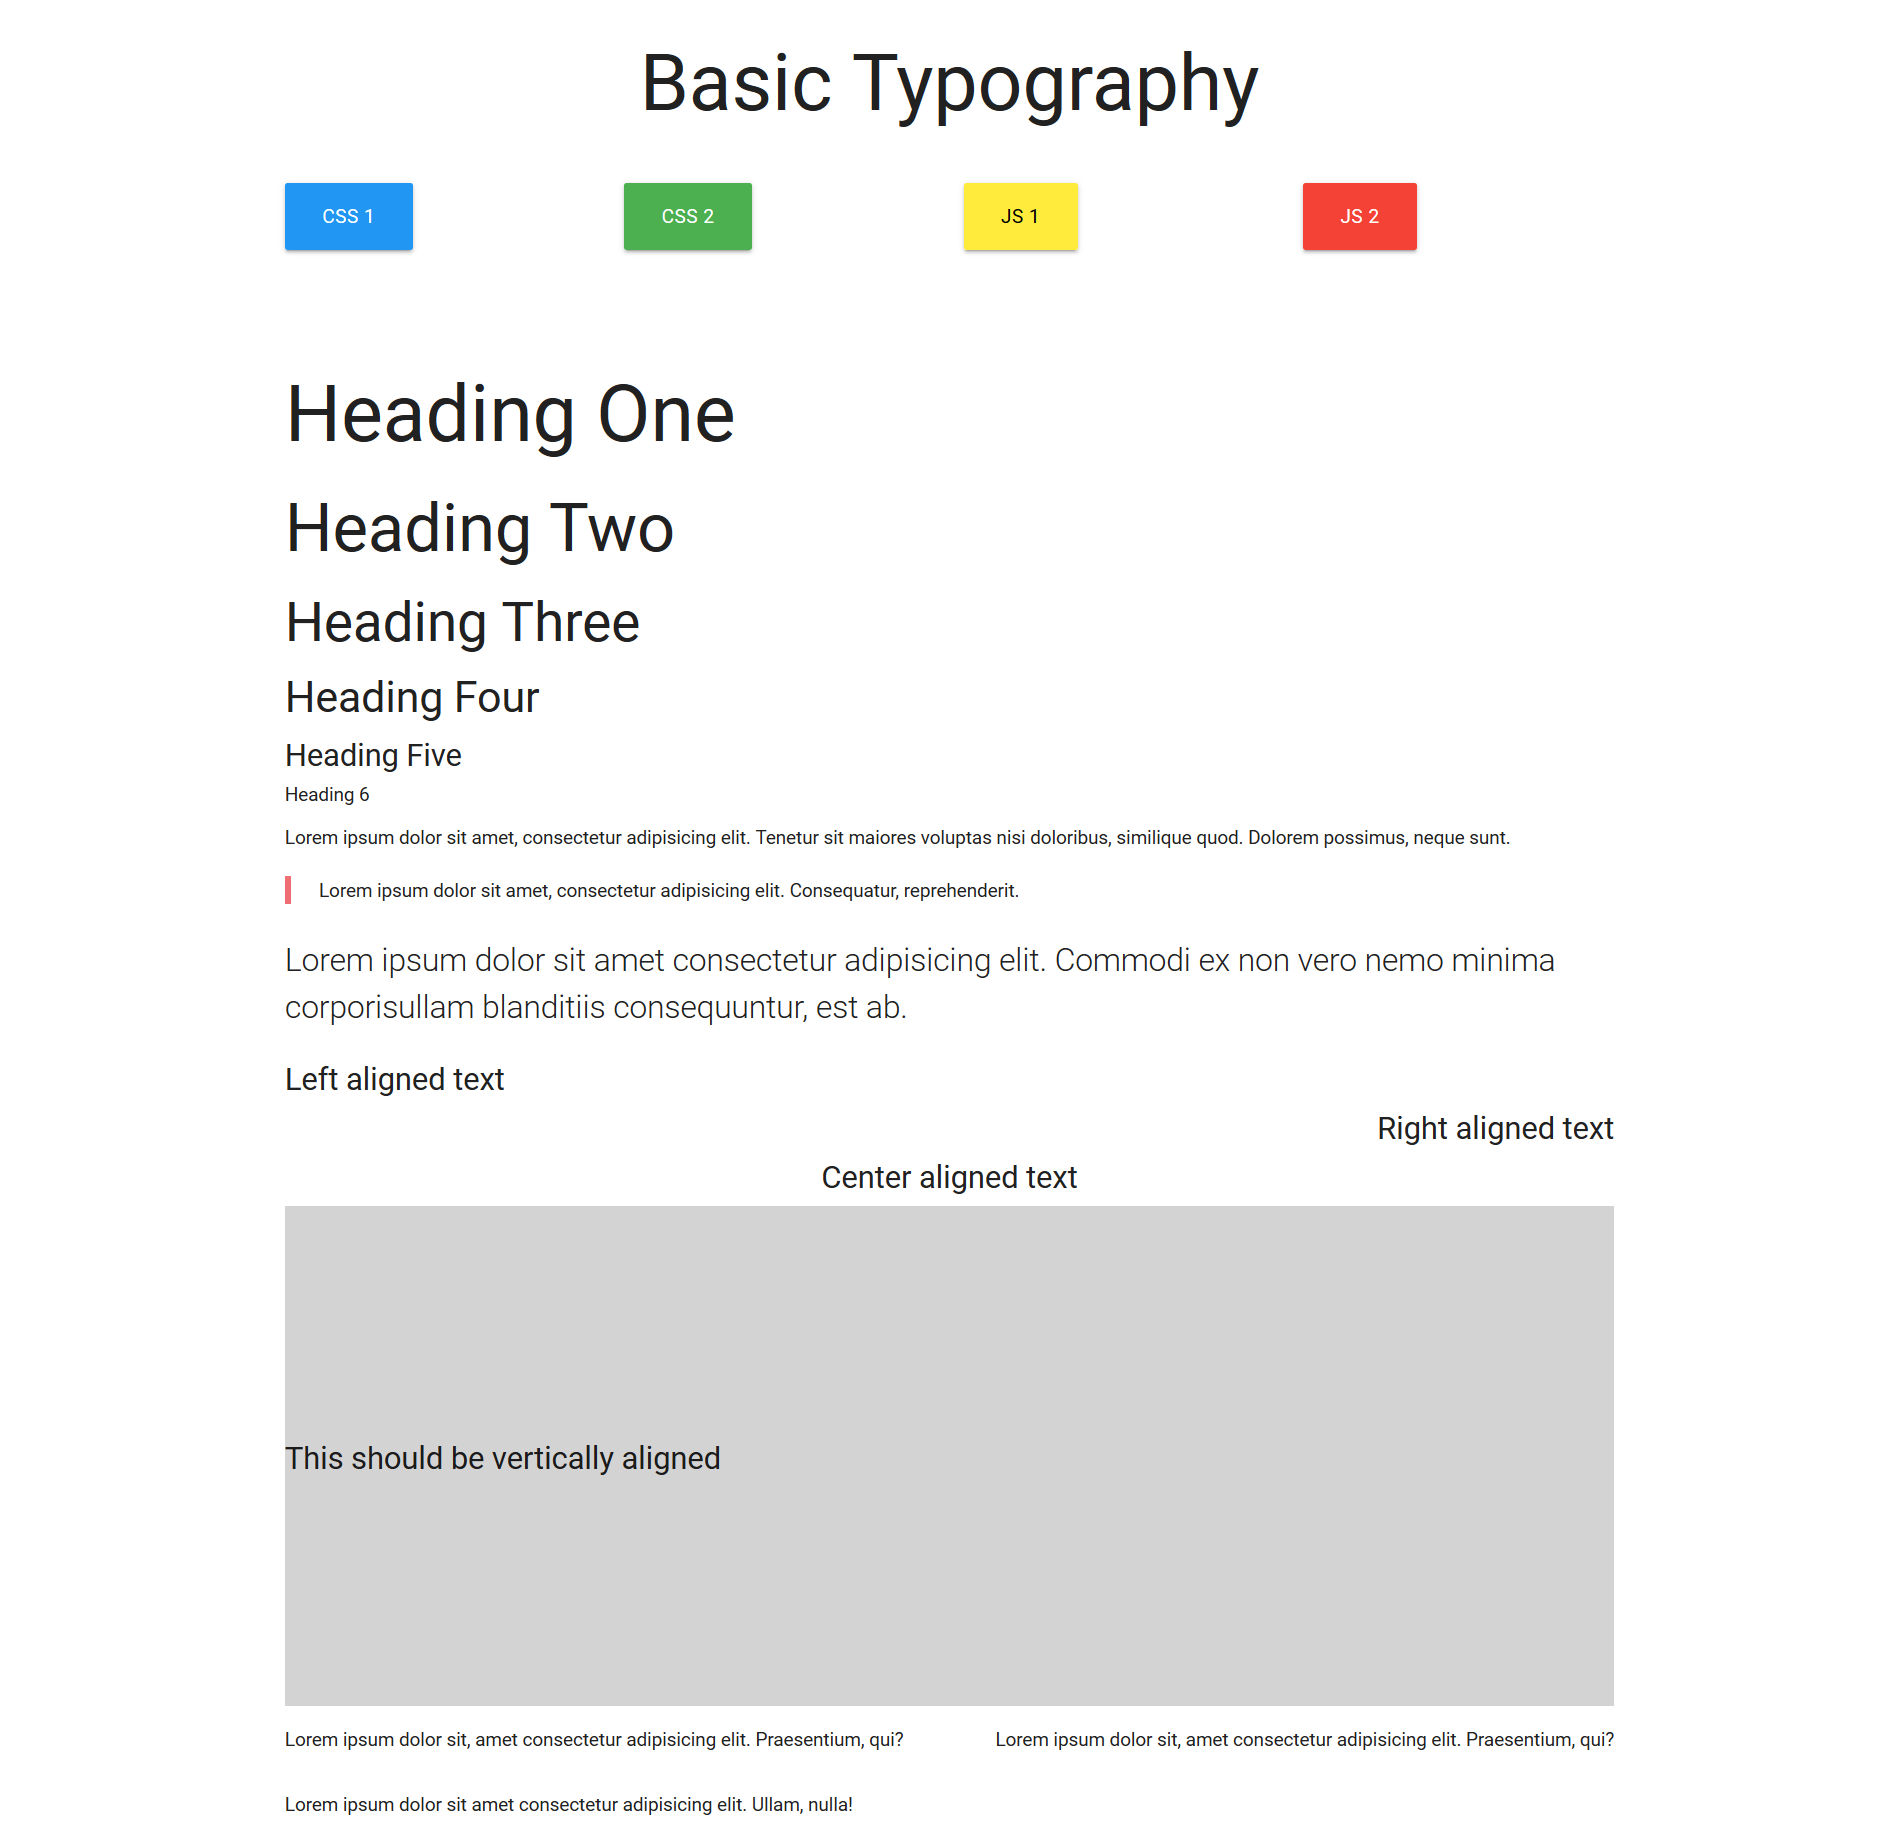 Basic Typography
CSS 1
CSS 2
JS 1
JS 2
Heading One
Heading Two
Heading Three
Heading Four
Heading Five
Heading 6
Lorem ipsum dolor sit amet, consectetur adipisicing elit. Tenetur sit maiores voluptas nisi doloribus, similique quod. Dolorem possimus, neque sunt.
Lorem ipsum dolor sit amet, consectetur adipisicing elit. Consequatur, reprehenderit.
Lorem ipsum dolor sit amet consectetur adipisicing elit. Commodi ex non vero nemo minima
corporisullam blanditiis consequuntur, est ab.
Left aligned text
Right aligned text
Center aligned text
This should be vertically aligned
Lorem ipsum dolor sit, amet consectetur adipisicing elit. Praesentium, qui?
Lorem ipsum dolor sit, amet consectetur adipisicing elit. Praesentium, qui?
Lorem ipsum dolor sit amet consectetur adipisicing elit. Ullam, nulla!